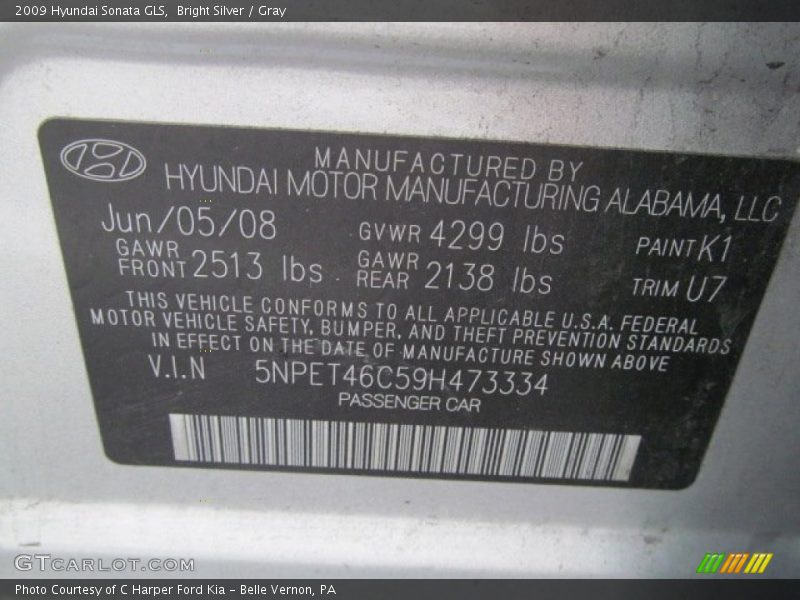 2009 Hyundai Sonata GLS,  Bright Silver / Gray
MANUFACTURED BY
HYUNDAI MOTOR MANUFACTURING ALABAMA, LLC
Jun/05/08 GVWR 4299 lbs PAINT K1
GAWR FRONT 2513 lbs GAWR REAR 2138 lbs TRIM U7
THIS VEHICLE CONFORMS TO ALL APPLICABLE U.S.A. FEDERAL
MOTOR VEHICLE SAFETY, BUMPER, AND THEFT PREVENTION STANDARDS
IN EFFECT ON THE DATE OF MANUFACTURE SHOWN ABOVE
V.I.N 5NPET46C59H473334
PASSENGER CAR
GTCARLOT.COM
Photo Courtesy of C Harper Ford Kia – Belle Vernon, PA